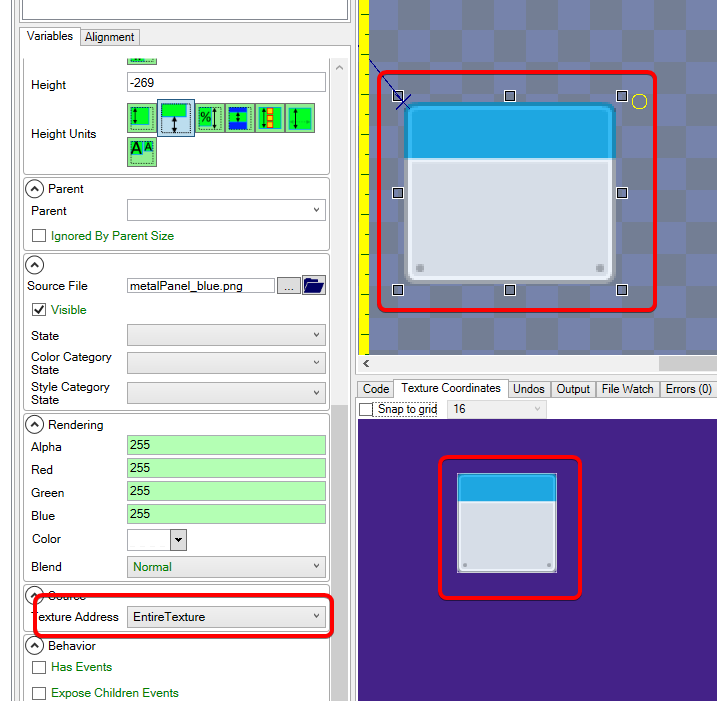 Variables Alignment
Height -269
%
Height Units
A A
Parent
Parent
Ignored By Parent Size
Source File metalPanel_blue.png ...
Visible
State
Color Category
State
Style Category
State
Rendering
Alpha 255
Red 255
Green 255
Blue 255
Color
Blend Normal
Source
Texture Address EntireTexture
Behavior
Has Events
Expose Children Events
Code Texture Coordinates Undos Output File Watch Errors (0)
Snap to grid 16